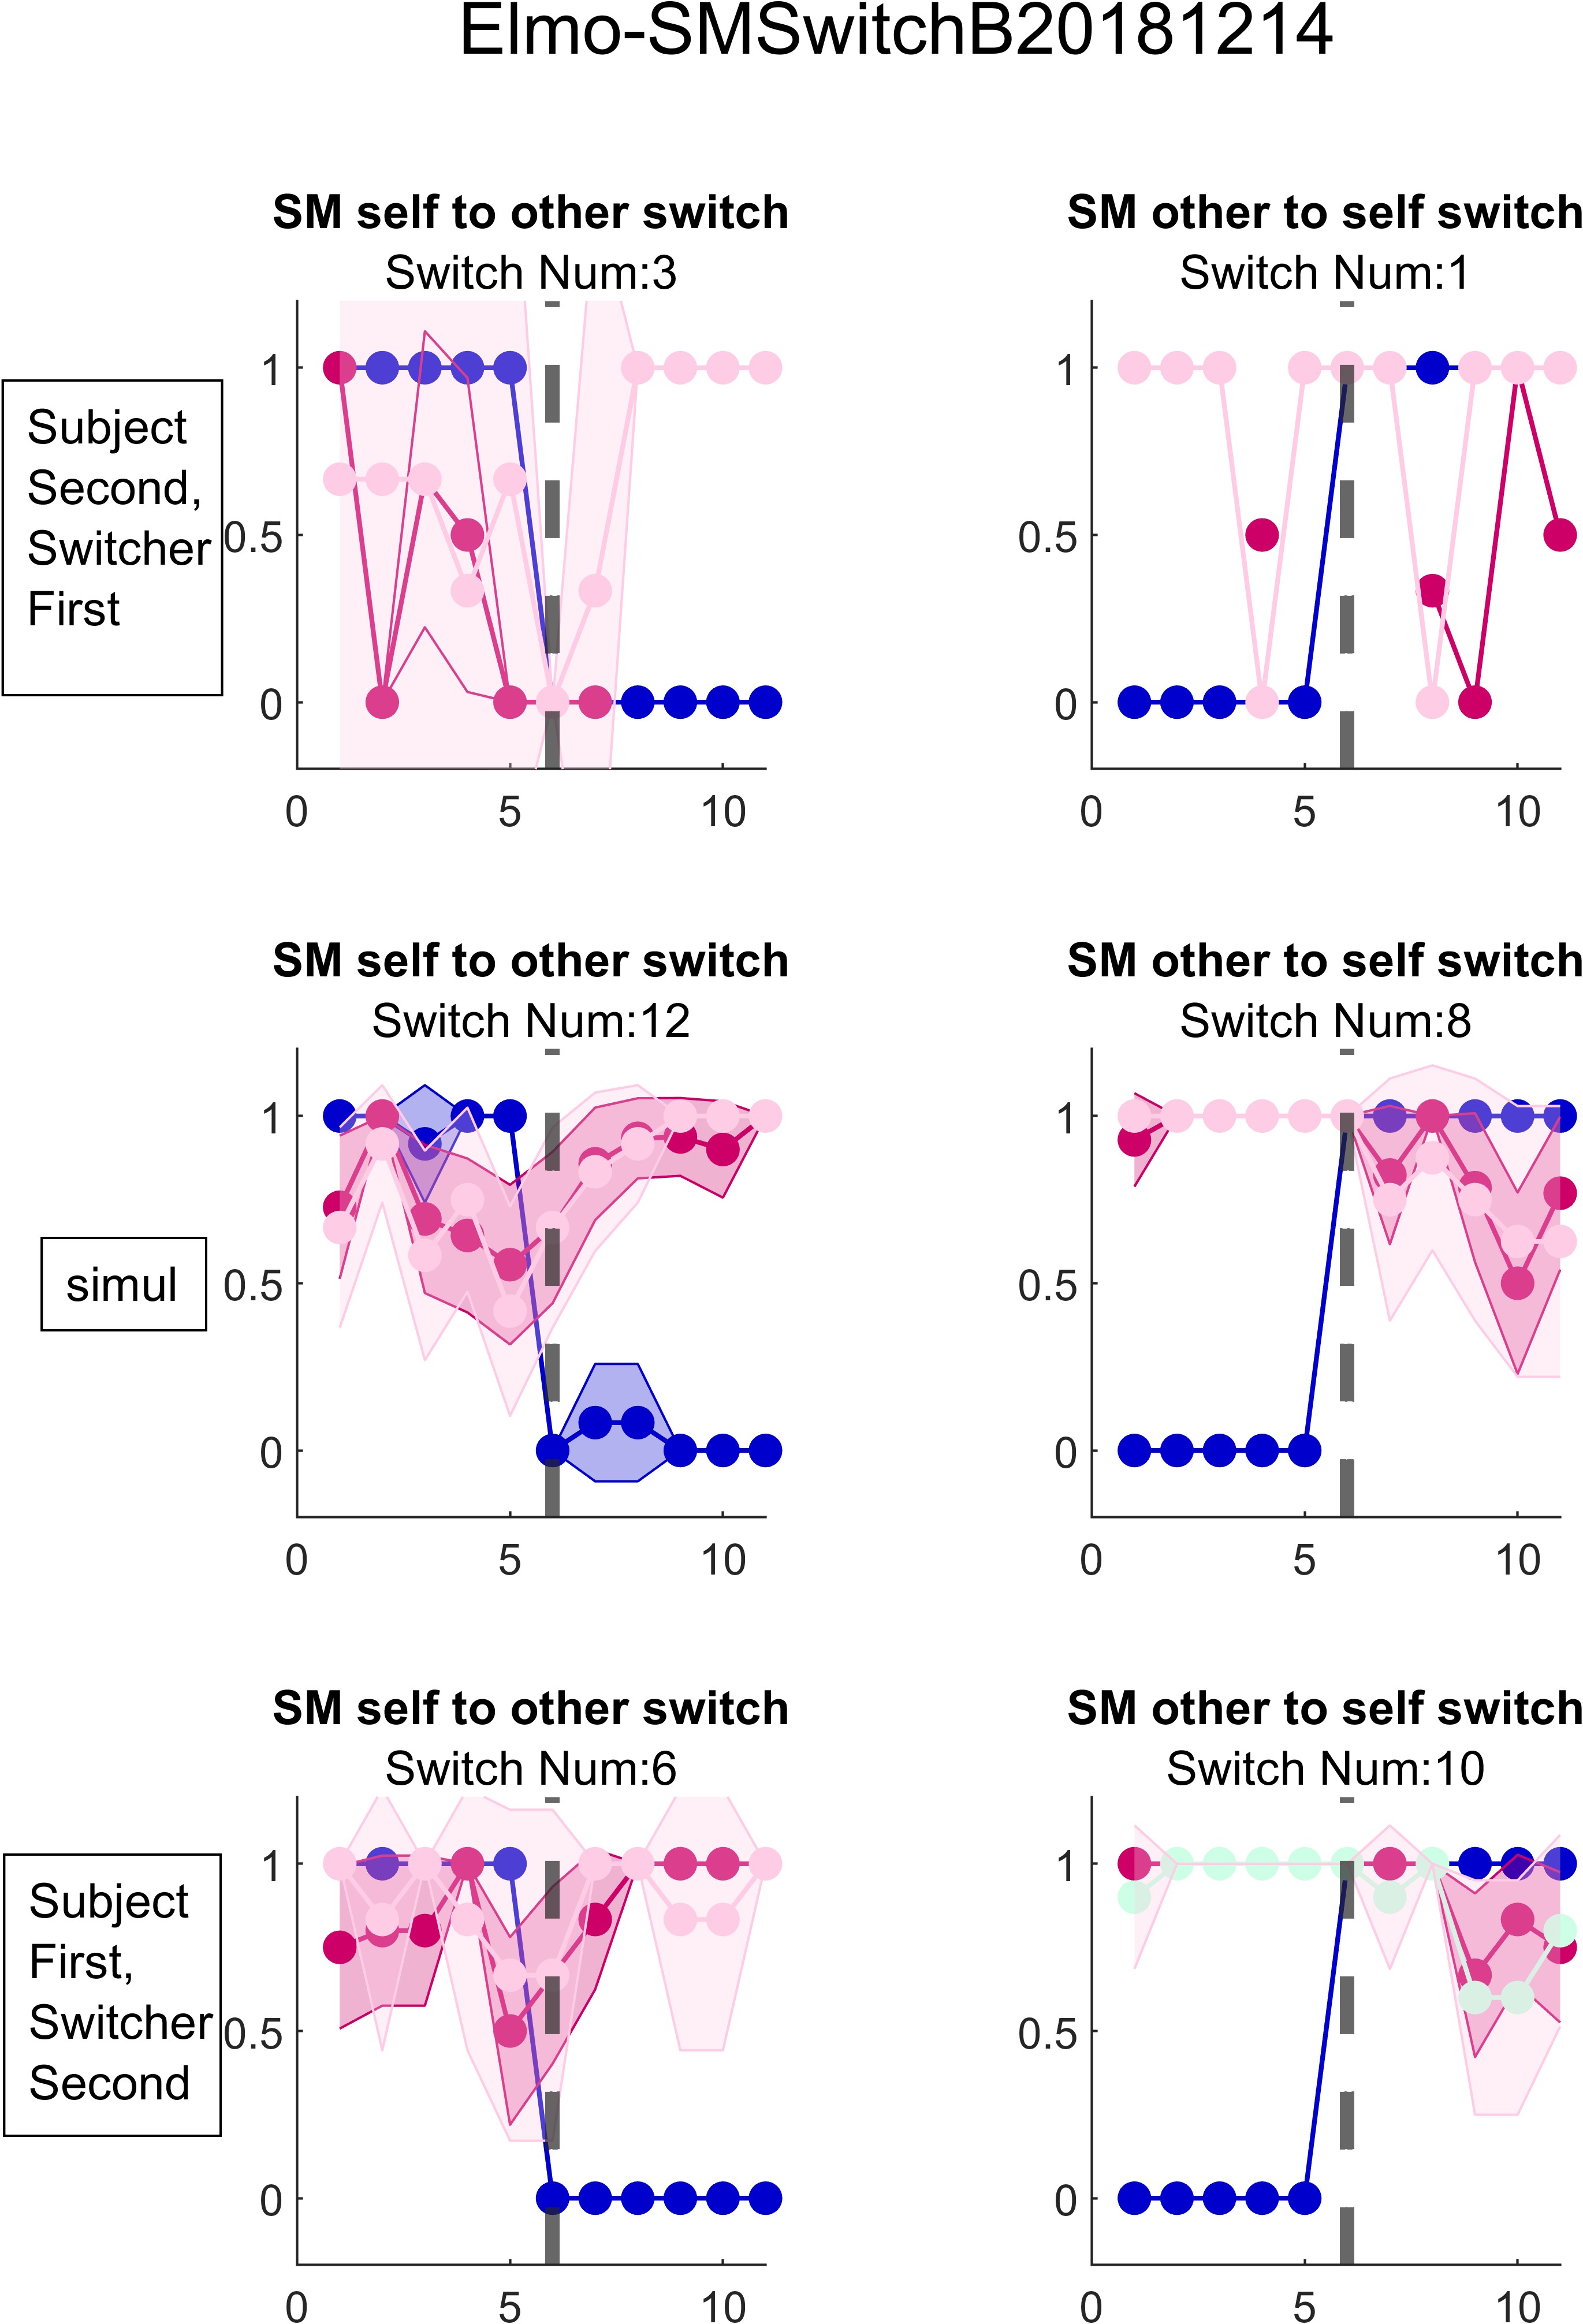 Elmo-SMSwitchB20181214
SM self to other switch
Switch Num:3
SM other to self switch
Switch Num:1
Subject
Second,
Switcher
First
1
0.5
0
0 5 10
1
0.5
0
0 5 10
SM self to other switch
Switch Num:12
SM other to self switch
Switch Num:8
simul
1
0.5
0
0 5 10
1
0.5
0
0 5 10
SM self to other switch
Switch Num:6
SM other to self switch
Switch Num:10
Subject
First,
Switcher
Second
1
0.5
0
0 5 10
1
0.5
0
0 5 10